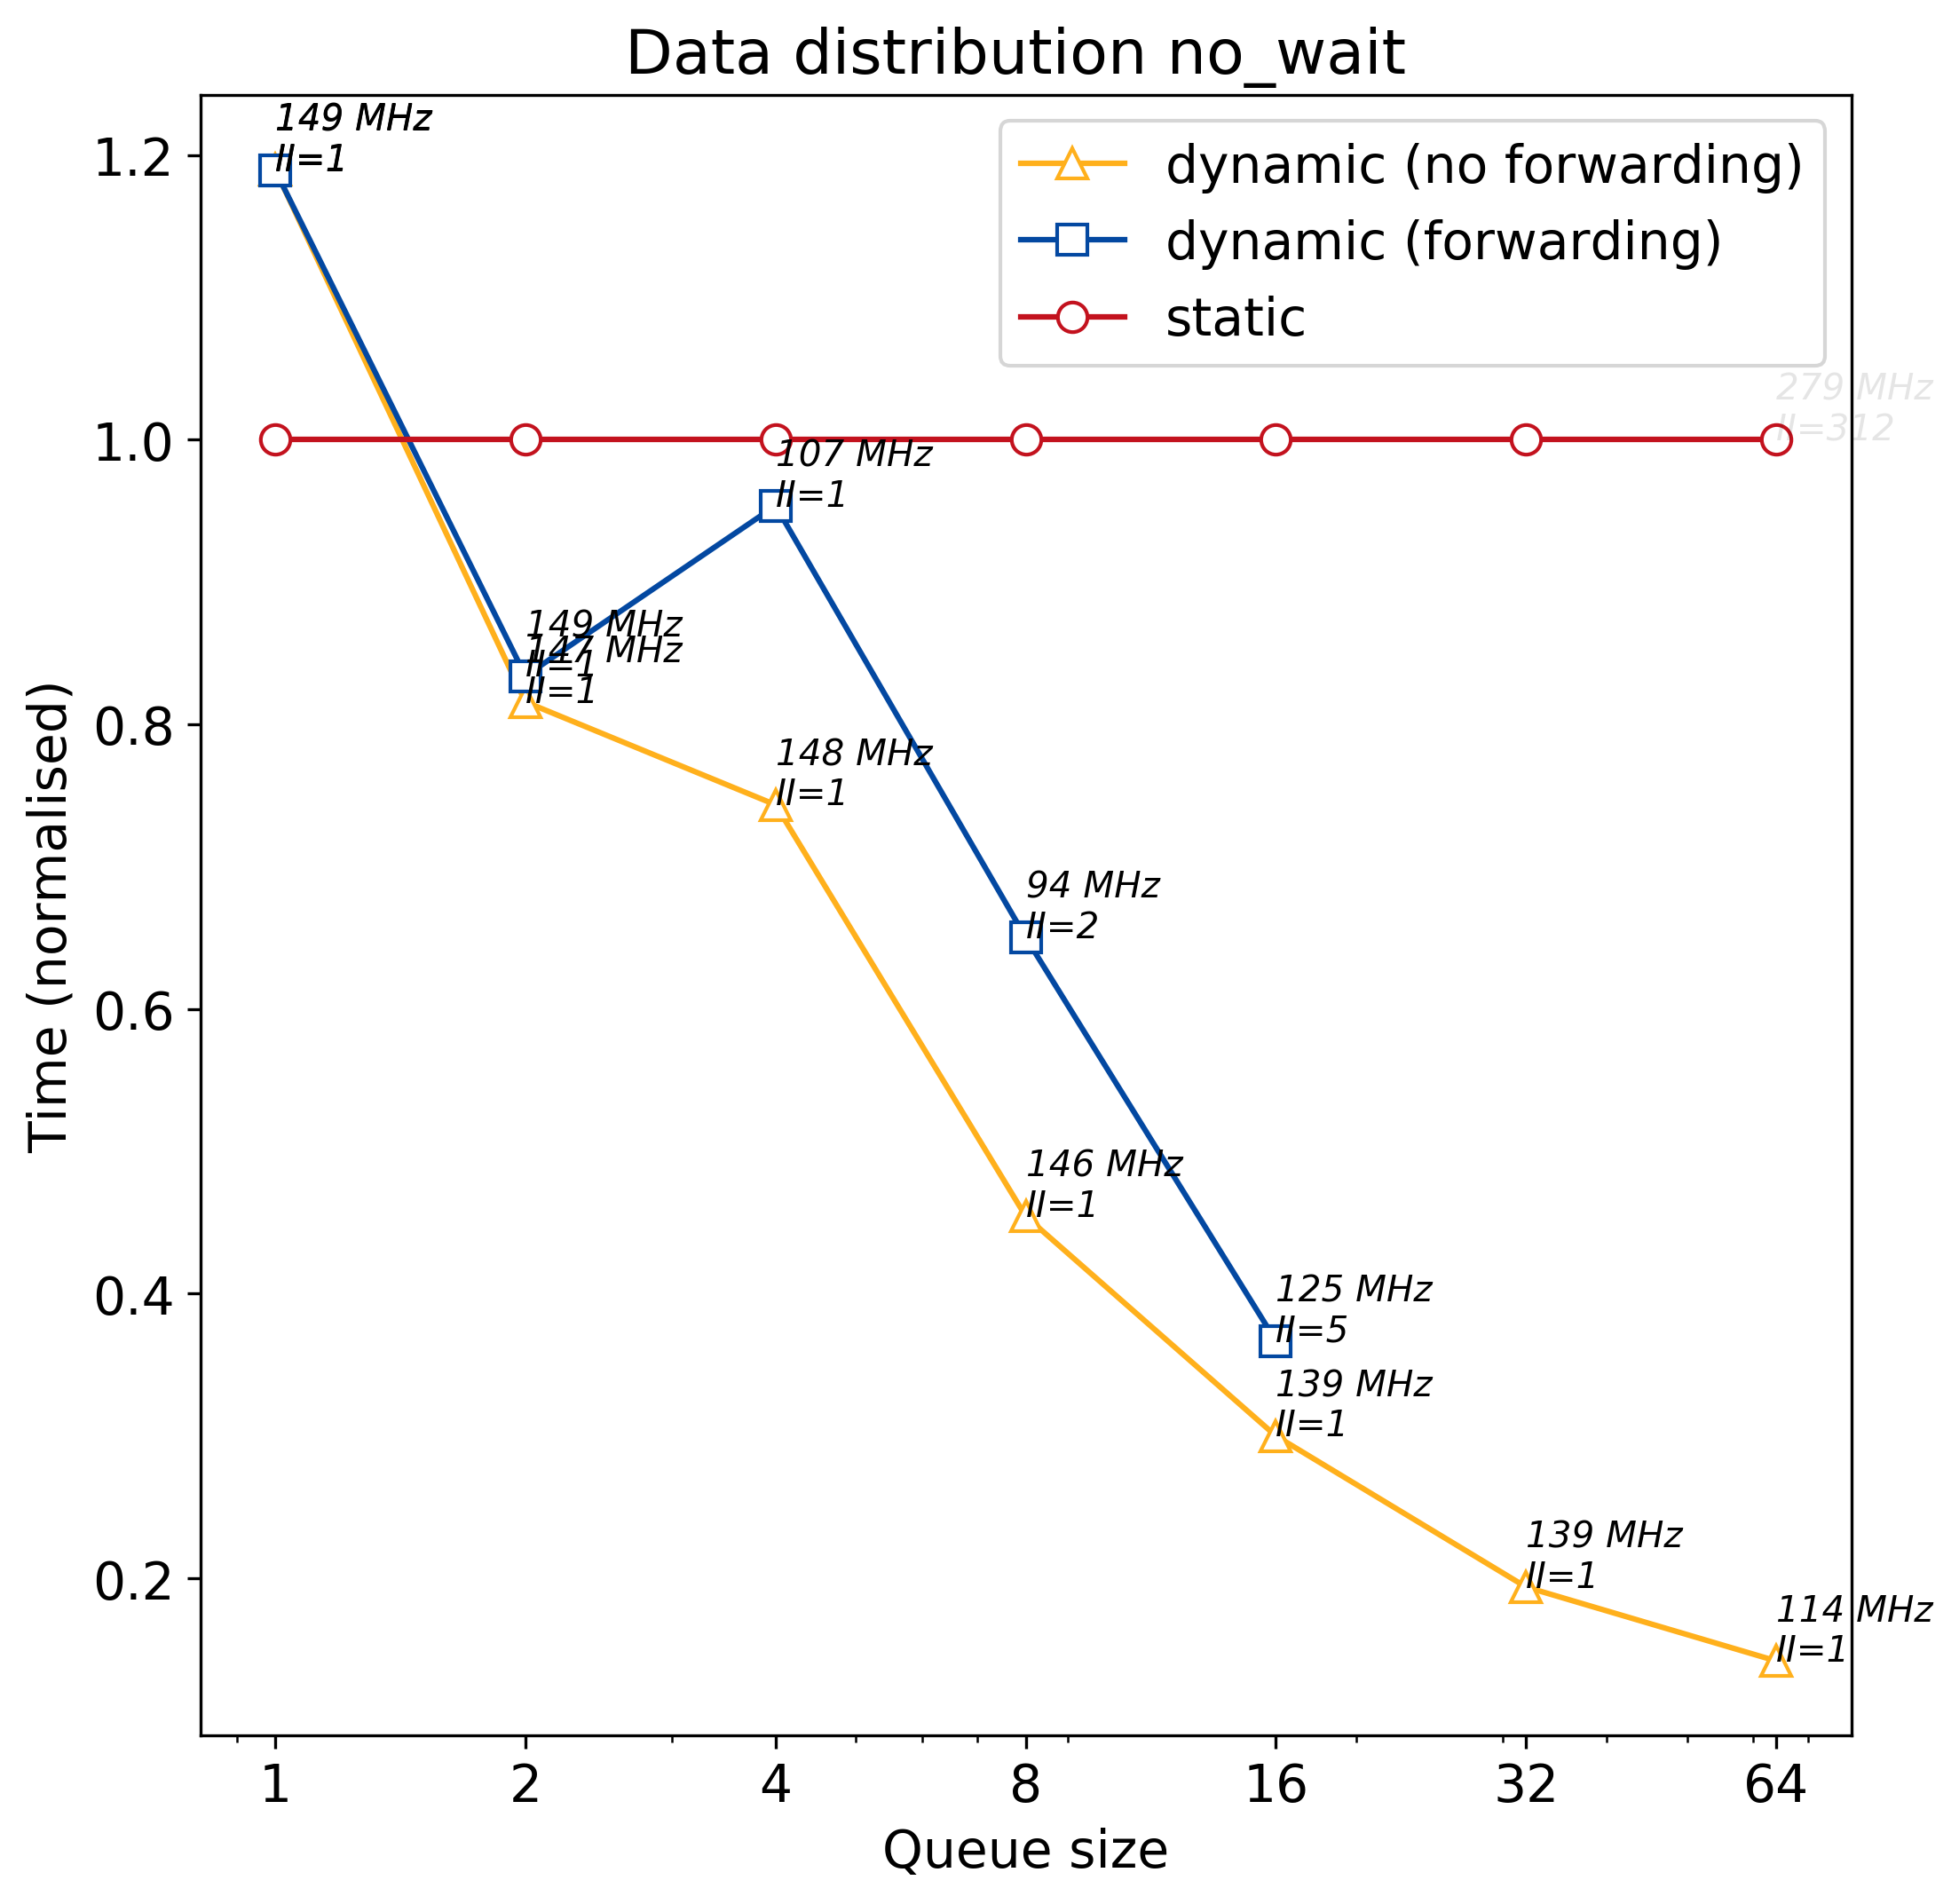 Data distribution no_wait
149 MHz
II=1
dynamic (no forwarding)
dynamic (forwarding)
static
1.2
1.0
0.8
0.6
0.4
0.2
Time (normalised)
279 MHz
II=312
107 MHz
II=1
149 MHz
II=1
147 MHz
II=1
148 MHz
II=1
94 MHz
II=2
146 MHz
II=1
125 MHz
II=5
139 MHz
II=1
139 MHz
II=1
114 MHz
II=1
1
2
4
8
16
32
64
Queue size